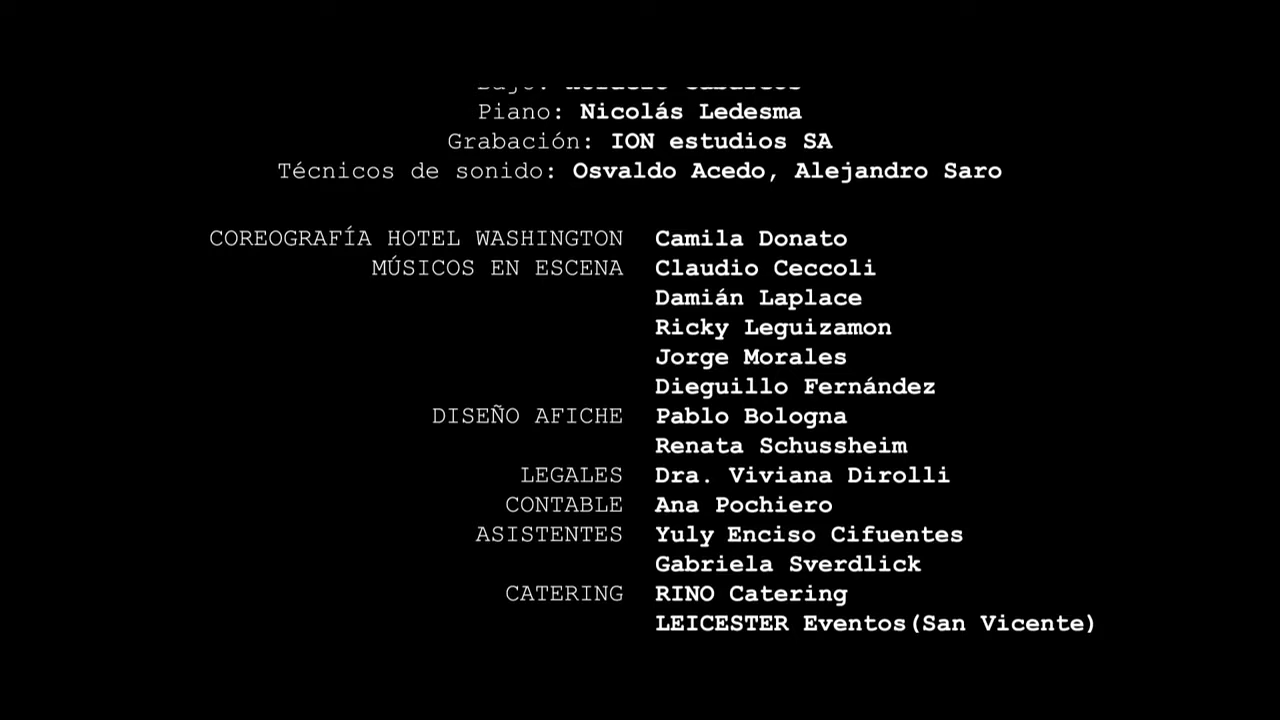 Piano: Nicolás Ledesma
Grabación: ION estudios SA
Técnicos de sonido: Osvaldo Acedo, Alejandro Saro
COREOGRAFÍA HOTEL WASHINGTON Camila Donato
MÚSICOS EN ESCENA Claudio Ceccoli
Damián Laplace
Ricky Leguizamon
Jorge Morales
Dieguillo Fernández
DISEÑO AFICHE Pablo Bologna
Renata Schussheim
LEGALES Dra. Viviana Dirolli
CONTABLE Ana Pochiero
ASISTENTES Yuly Enciso Cifuentes
Gabriela Sverdlick
CATERING RINO Catering
LEICESTER Eventos(San Vicente)